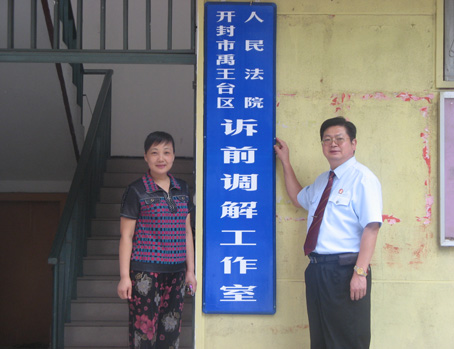 开封市禹王台区
人民法院
诉前调解工作室